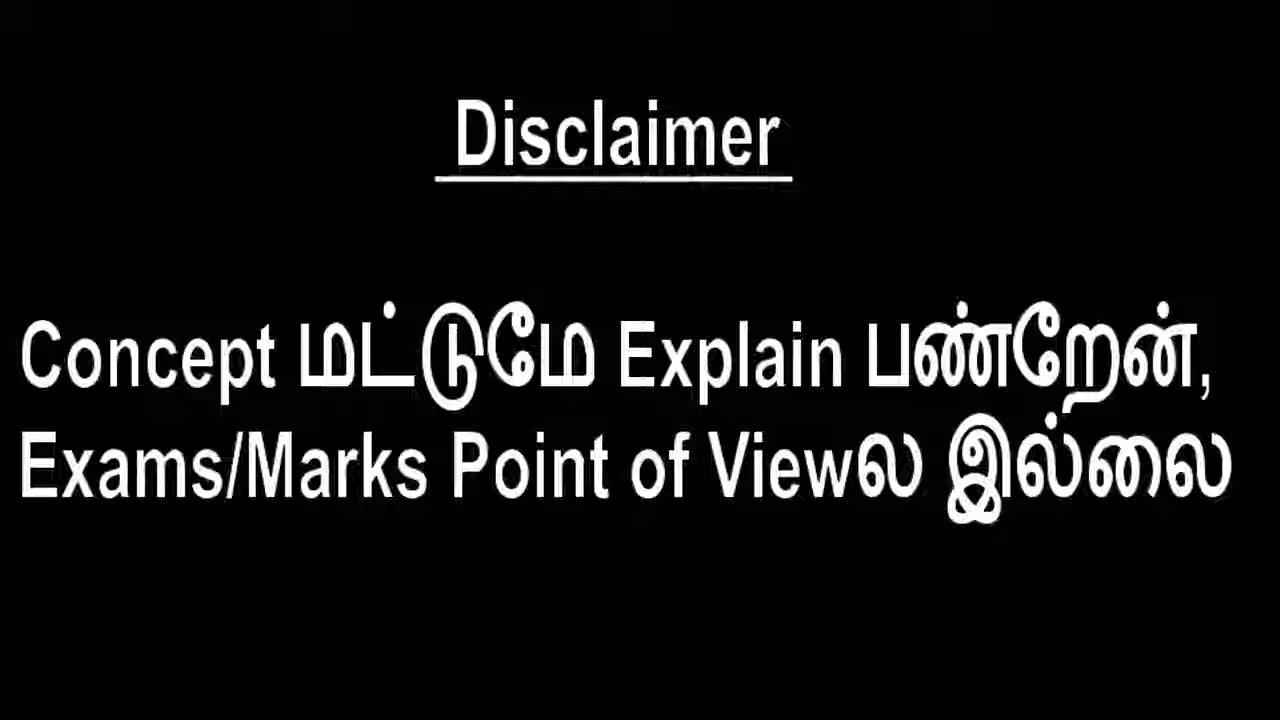 Disclaimer
Concept மட்டுமே Explain பண்றேன்,
Exams/Marks Point of Viewல இல்லை